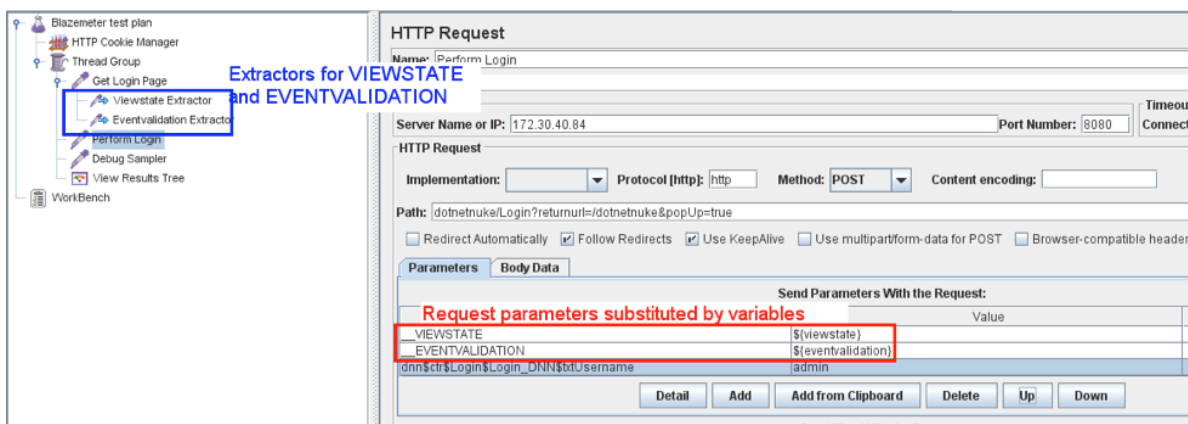 Blazemeter test plan
HTTP Cookie Manager
Thread Group
Get Login Page
Viewstate Extractor
Eventvalidation Extractor
Perform Login
Debug Sampler
View Results Tree
WorkBench
Extractors for VIEWSTATE
and EVENTVALIDATION
HTTP Request
Name: Perform Login
Timeou
Server Name or IP: 172.30.40.84 Port Number: 8080 Connect
HTTP Request
Implementation: Protocol [http]: http Method: POST Content encoding:
Path: dotnetnuke/Login?returnurl=/dotnetnuke&popUp=true
Redirect Automatically Follow Redirects Use KeepAlive Use multipart/form-data for POST Browser-compatible header
Parameters Body Data
Send Parameters With the Request:
Request parameters substituted by variables
Value
__VIEWSTATE ${viewstate}
__EVENTVALIDATION ${eventvalidation}
dnn$ctr$Login$Login_DNN$txtUsername admin
Detail Add Add from Clipboard Delete Up Down